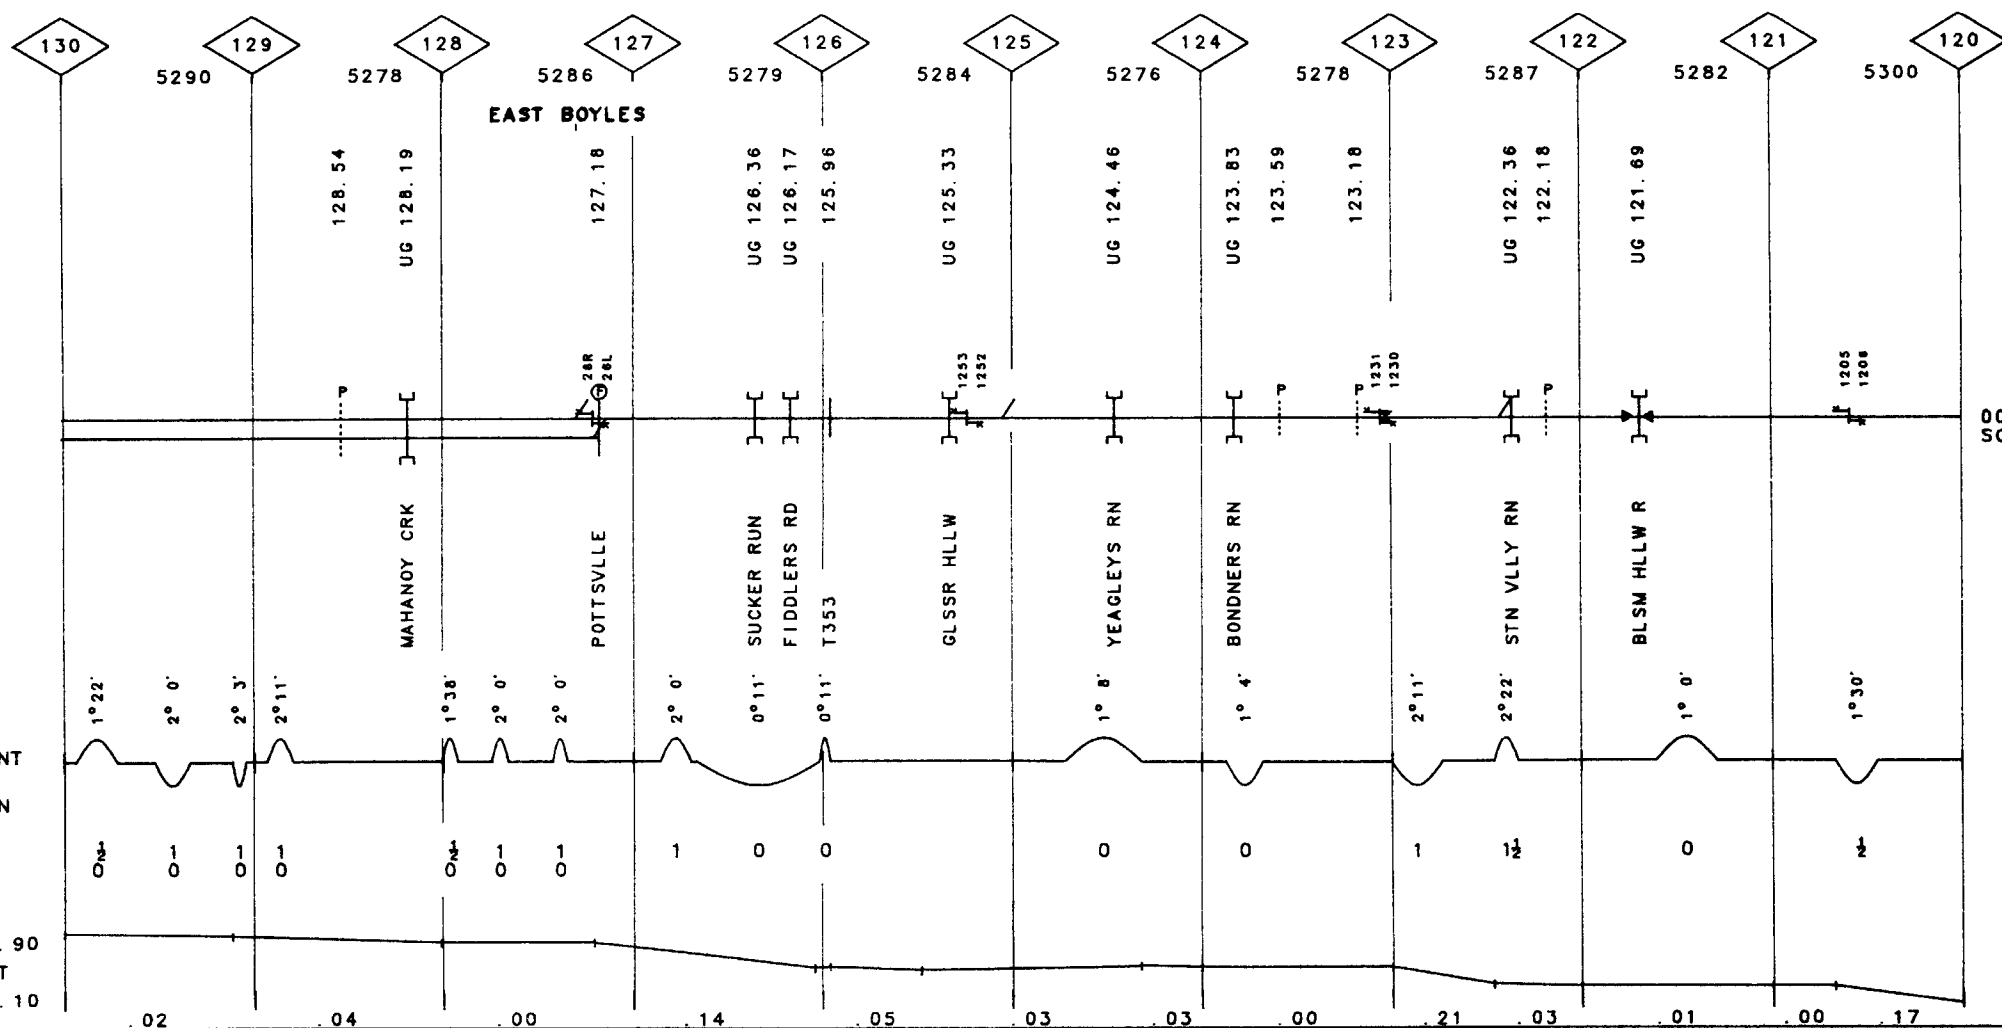 130 129 128 127 126 125 124 123 122 121 120
5290 5278 5286 5279 5284 5276 5278 5287 5282 5300
EAST BOYLES
128.54
UG 128.19
127.18
UG 126.36
UG 126.17
125.96
UG 125.33
UG 124.46
UG 123.83
123.59
123.18
UG 122.36
122.18
UG 121.69
26R
26L
1253
1252
1231
1230
1205
1206
P P P P
MAHANOY CRK
POTTSVLLE
SUCKER RUN
FIDDLERS RD
T353
GLSSR HLLW
YEAGLEYS RN
BONDNERS RN
STN VLLY RN
BLSM HLLW R
1°22' 2° 0' 2° 3' 2°11' 1°38' 2° 0' 2° 0' 2° 0' 0°11' 0°11' 1° 8' 1° 4' 2°11' 2°22' 1° 0' 1°30'
NT
N
½ 1 1 1 ½ 1 1 1 0 0 0 0 1 1½ 0 ½
0 0 0 0 0 0 0
90
T
10
.02 .04 .00 .14 .05 .03 .03 .00 .21 .03 .01 .00 .17